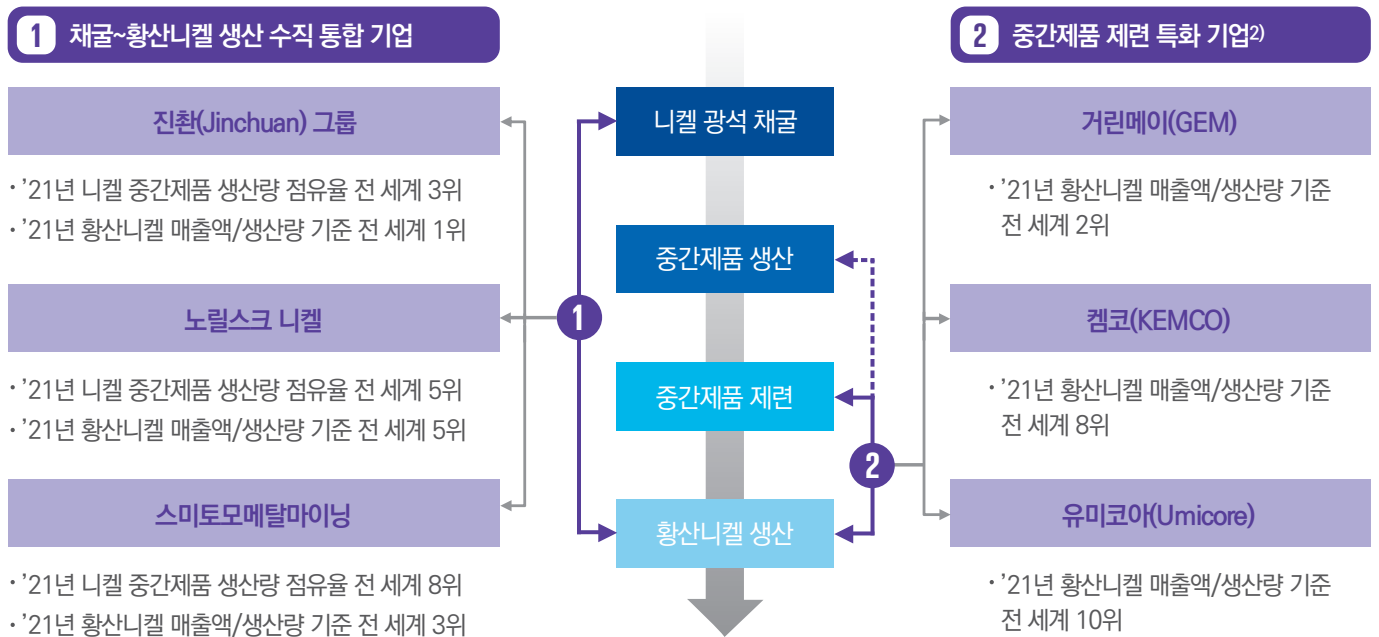 1 채굴~황산니켈 생산 수직 통합 기업
진촨(Jinchuan) 그룹
· ’21년 니켈 중간제품 생산량 점유율 전 세계 3위
· ’21년 황산니켈 매출액/생산량 기준 전 세계 1위
노릴스크 니켈
· ’21년 니켈 중간제품 생산량 점유율 전 세계 5위
· ’21년 황산니켈 매출액/생산량 기준 전 세계 5위
스미토모메탈마이닝
· ’21년 니켈 중간제품 생산량 점유율 전 세계 8위
· ’21년 황산니켈 매출액/생산량 기준 전 세계 3위
1
니켈 광석 채굴
중간제품 생산
중간제품 제련
황산니켈 생산
2
2 중간제품 제련 특화 기업2)
거린메이(GEM)
· ’21년 황산니켈 매출액/생산량 기준
전 세계 2위
켐코(KEMCO)
· ’21년 황산니켈 매출액/생산량 기준
전 세계 8위
유미코아(Umicore)
· ’21년 황산니켈 매출액/생산량 기준
전 세계 10위